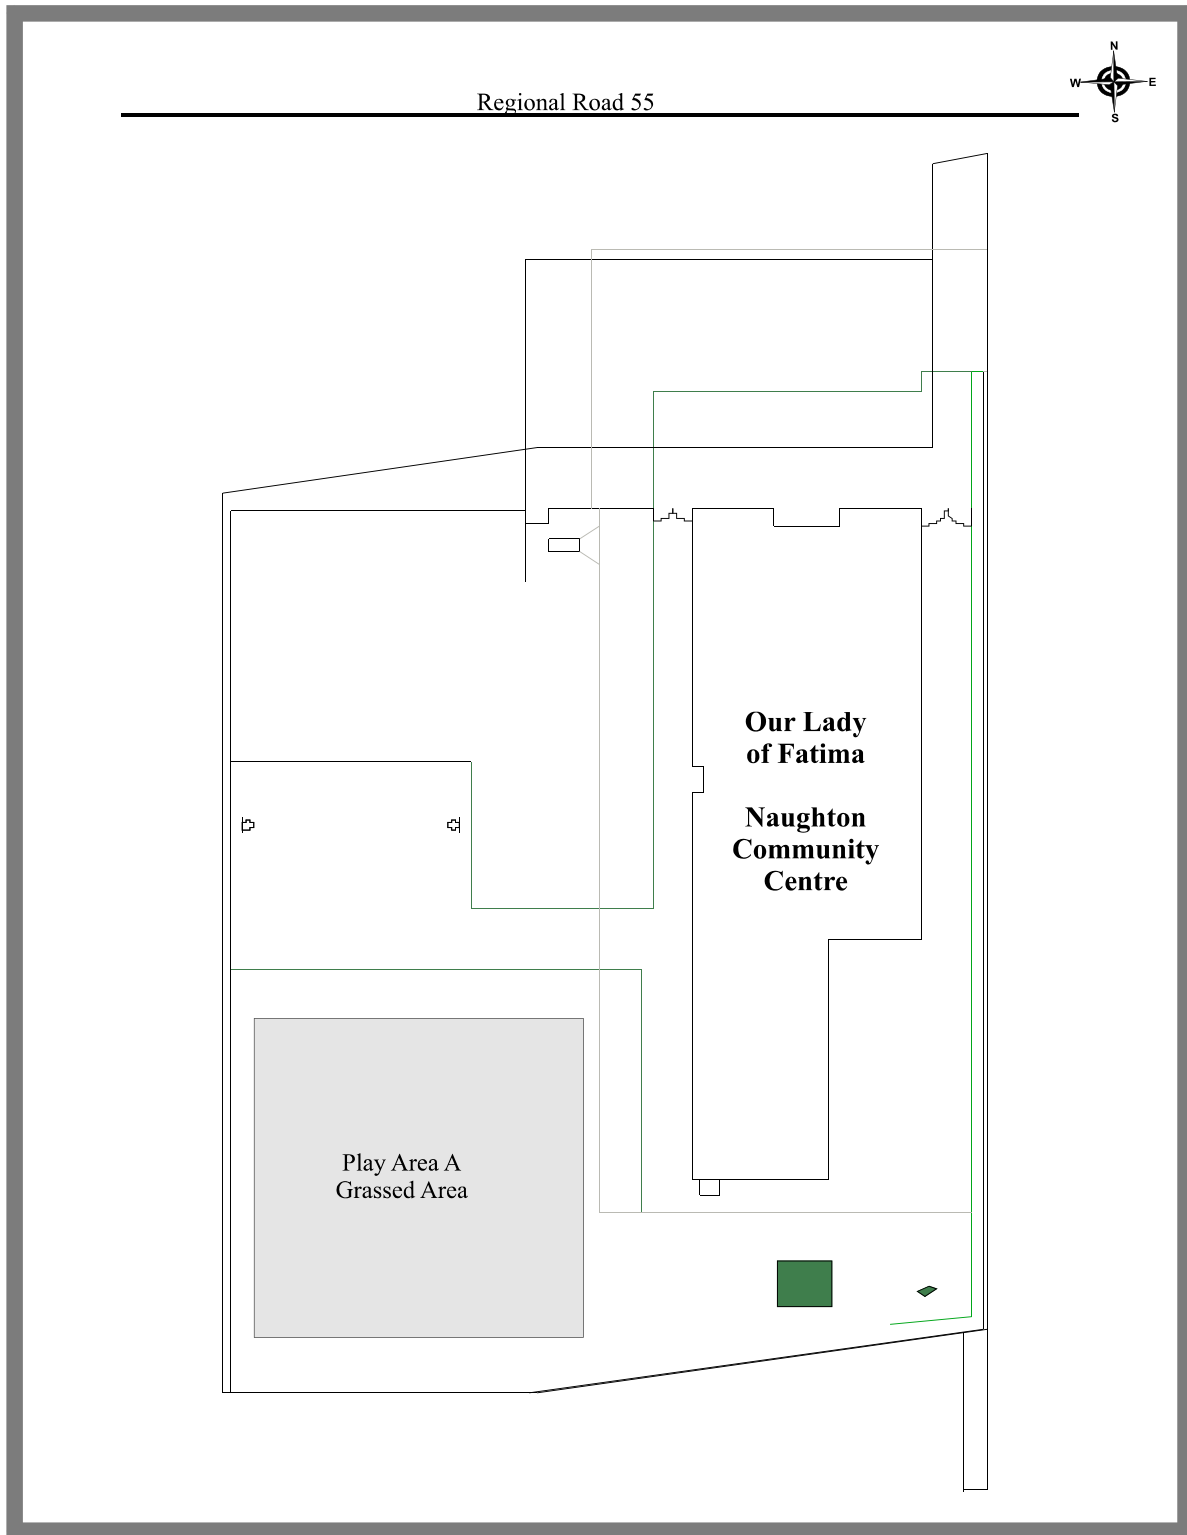 N
W E
S
Regional Road 55
Our Lady
of Fatima
Naughton
Community
Centre
Play Area A
Grassed Area